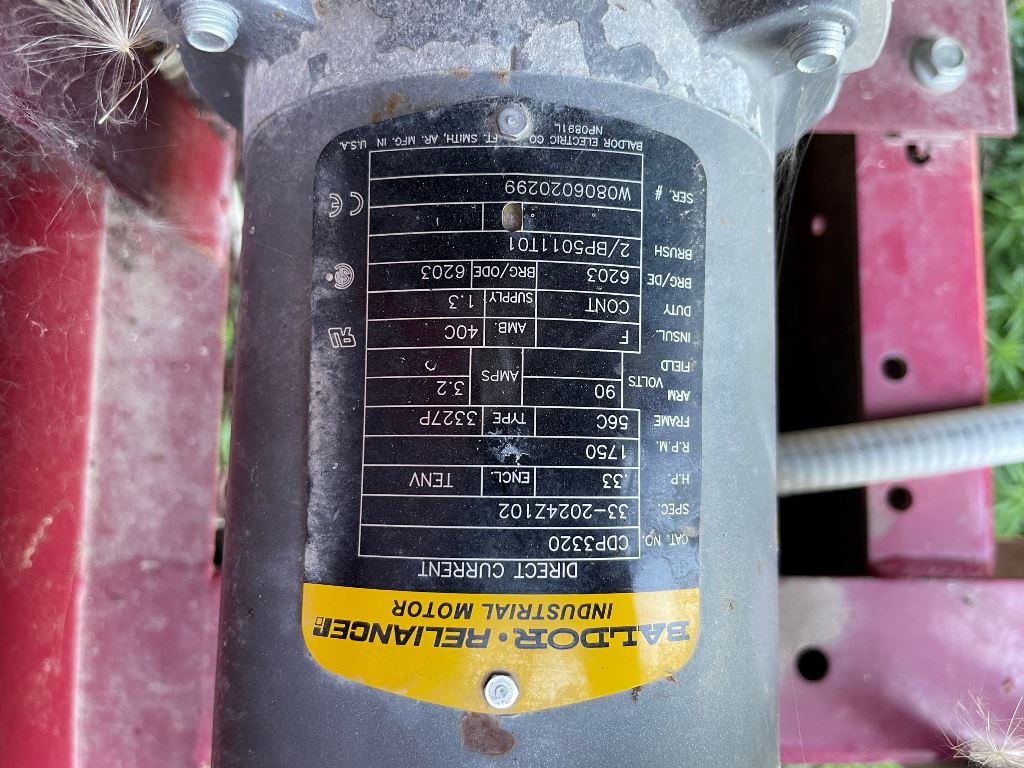 BALDOR • RELIANCER
INDUSTRIAL MOTOR
DIRECT CURRENT
CAT. NO. CDP3320
SPEC. 33-2024Z102
H.P. .33 ENCL. TENV
R.P.M. 1750
FRAME 56C TYPE 3327P
ARM VOLTS 90 AMPS 3.2
FIELD 0
INSUL. F AMB. 40C
DUTY CONT SUPPLY 1.3
BRG/DE 6203 BRG/ODE 6203
BRUSH 2/BP5011T01
SER. # W0806020299
BALDOR ELECTRIC CO FT. SMITH, AR MFG. IN U.S.A.
NP0891L